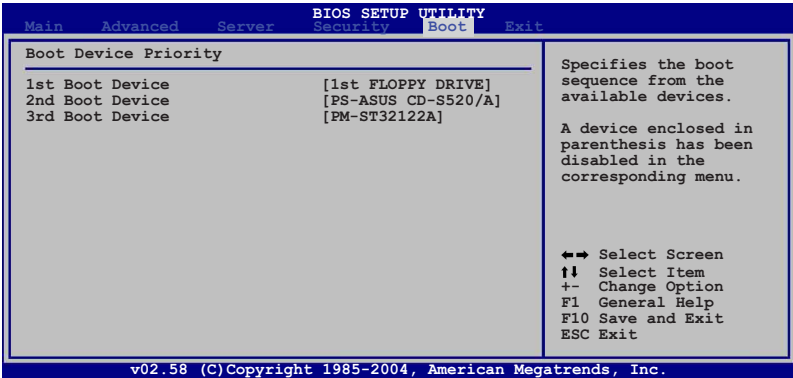 BIOS SETUP UTILITY
Main Advanced Server Security Boot Exit
Boot Device Priority
1st Boot Device [1st FLOPPY DRIVE]
2nd Boot Device [PS-ASUS CD-S520/A]
3rd Boot Device [PM-ST32122A]
Specifies the boot
sequence from the
available devices.
A device enclosed in
parenthesis has been
disabled in the
corresponding menu.
←→ Select Screen
↑↓ Select Item
+- Change Option
F1 General Help
F10 Save and Exit
ESC Exit
v02.58 (C)Copyright 1985-2004, American Megatrends, Inc.